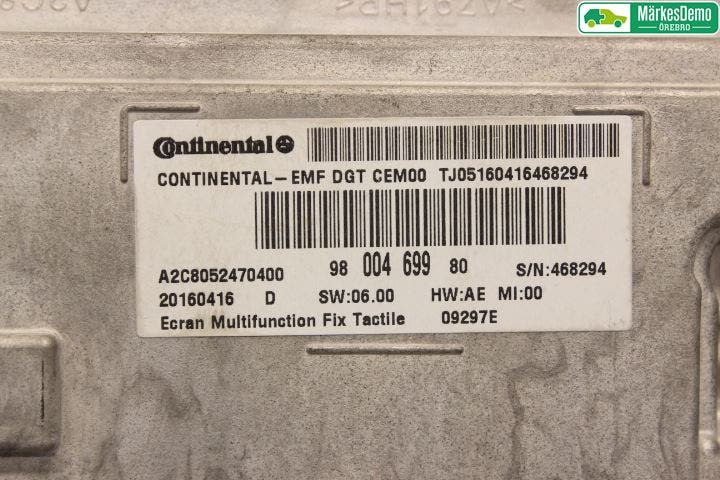 MärkesDemo
ÖREBRO
Continental
CONTINENTAL-EMF DGT CEM00 TJ05160416468294
A2C8052470400 98 004 699 80 S/N:468294
20160416 D SW:06.00 HW:AE MI:00
Ecran Multifunction Fix Tactile 09297E